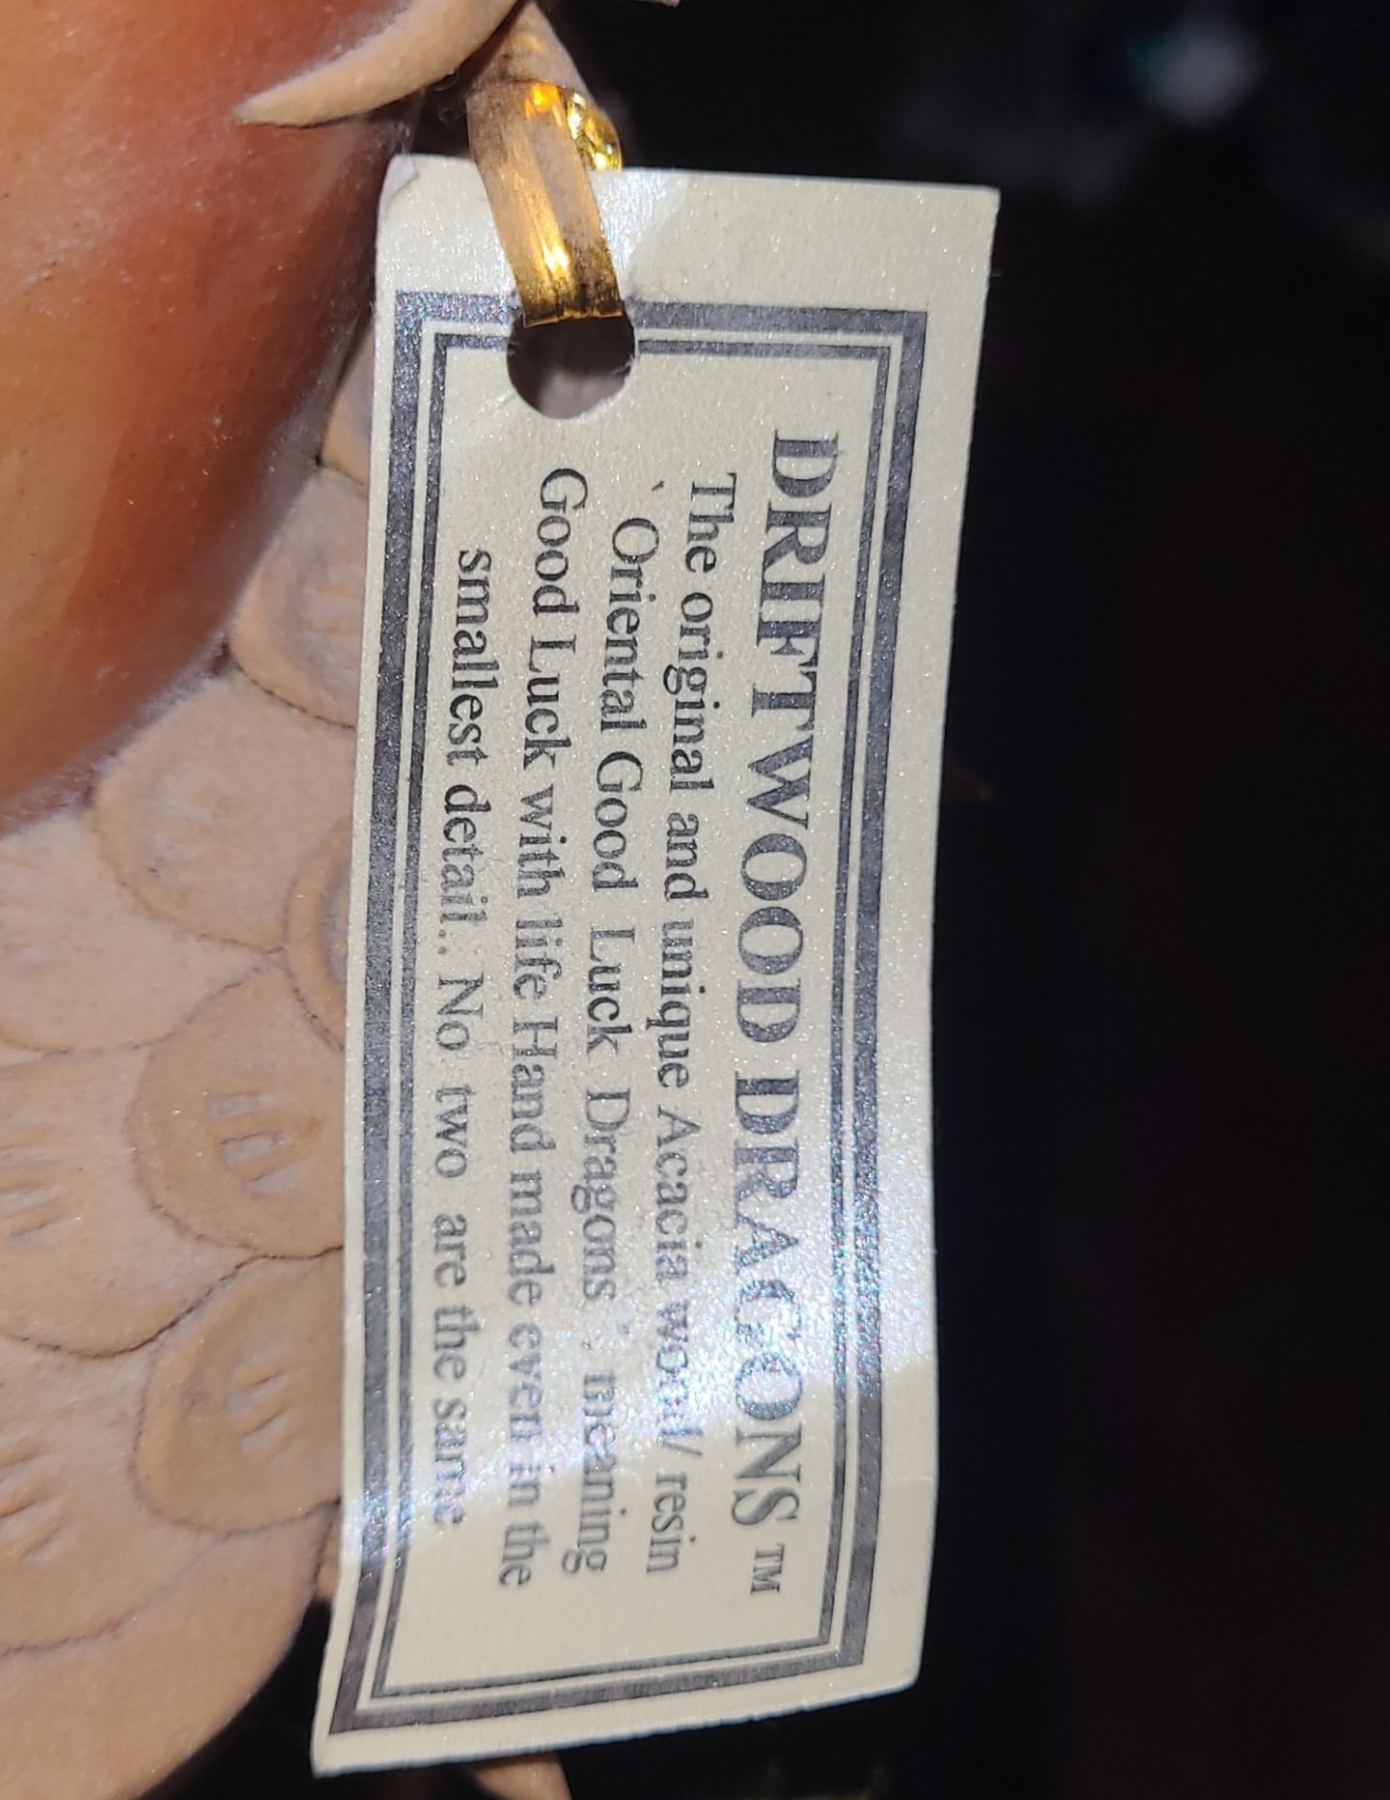 DRIFTWOOD DRAGONS ™
The original and unique Acacia wood/ resin
` Oriental Good Luck Dragons ' . meaning
Good Luck with life Hand made even in the
smallest detail.. No two are the same